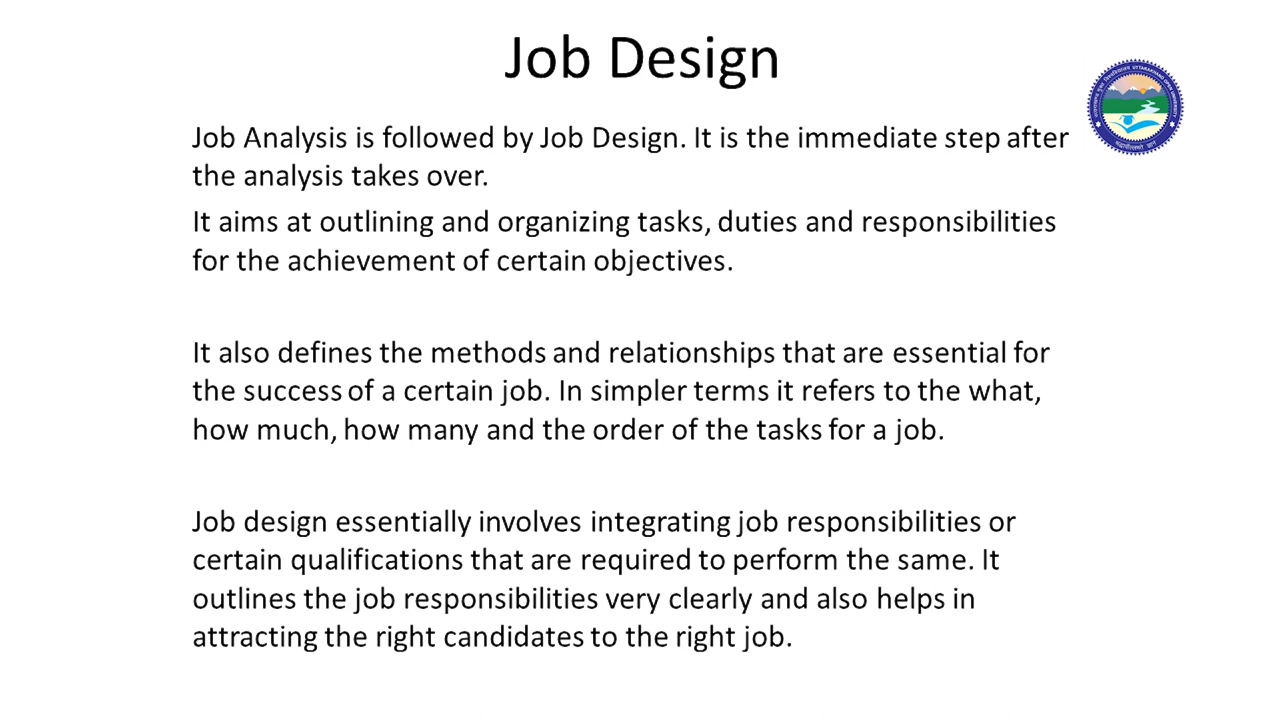 Job Design
Job Analysis is followed by Job Design. It is the immediate step after
the analysis takes over.
It aims at outlining and organizing tasks, duties and responsibilities
for the achievement of certain objectives.
It also defines the methods and relationships that are essential for
the success of a certain job. In simpler terms it refers to the what,
how much, how many and the order of the tasks for a job.
Job design essentially involves integrating job responsibilities or
certain qualifications that are required to perform the same. It
outlines the job responsibilities very clearly and also helps in
attracting the right candidates to the right job.